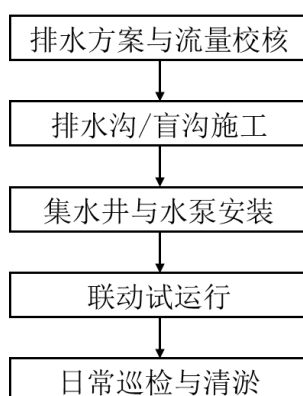 排水方案与流量校核
排水沟/盲沟施工
集水井与水泵安装
联动试运行
日常巡检与清淤